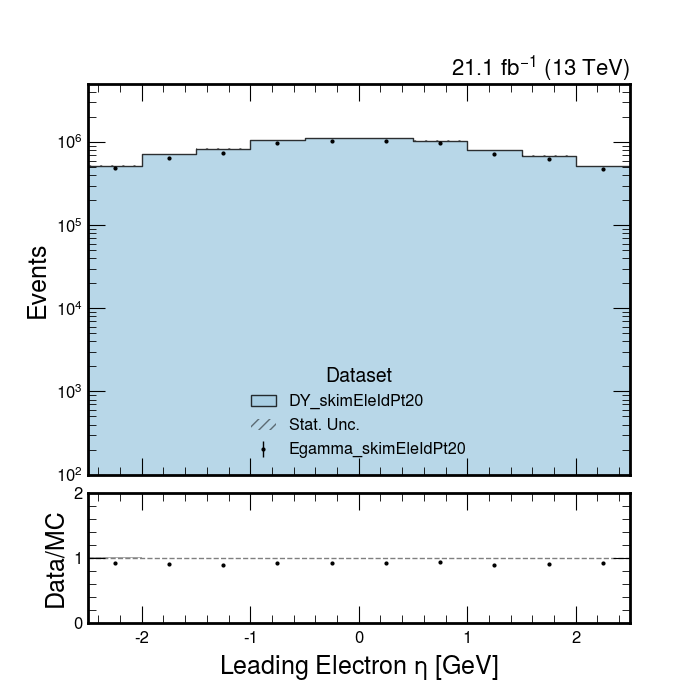 21.1 fb⁻¹ (13 TeV)
10⁶
10⁵
10⁴
10³
10²
Events
Dataset
DY_skimEleIdPt20
Stat. Unc.
Egamma_skimEleIdPt20
2
1
0
Data/MC
-2 -1 0 1 2
Leading Electron η [GeV]